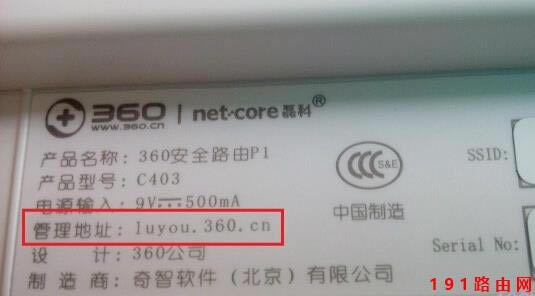 360 | net-core 磊科®
www.360.cn
产品名称: 360安全路由P1
产品型号: C403
电源输入: 9V⎓500mA
管理地址: luyou.360.cn
设 计: 360公司
制 造 商: 奇智软件（北京）有限公司
CCC S&E
中国制造
SSID:
Serial No:
191路由网